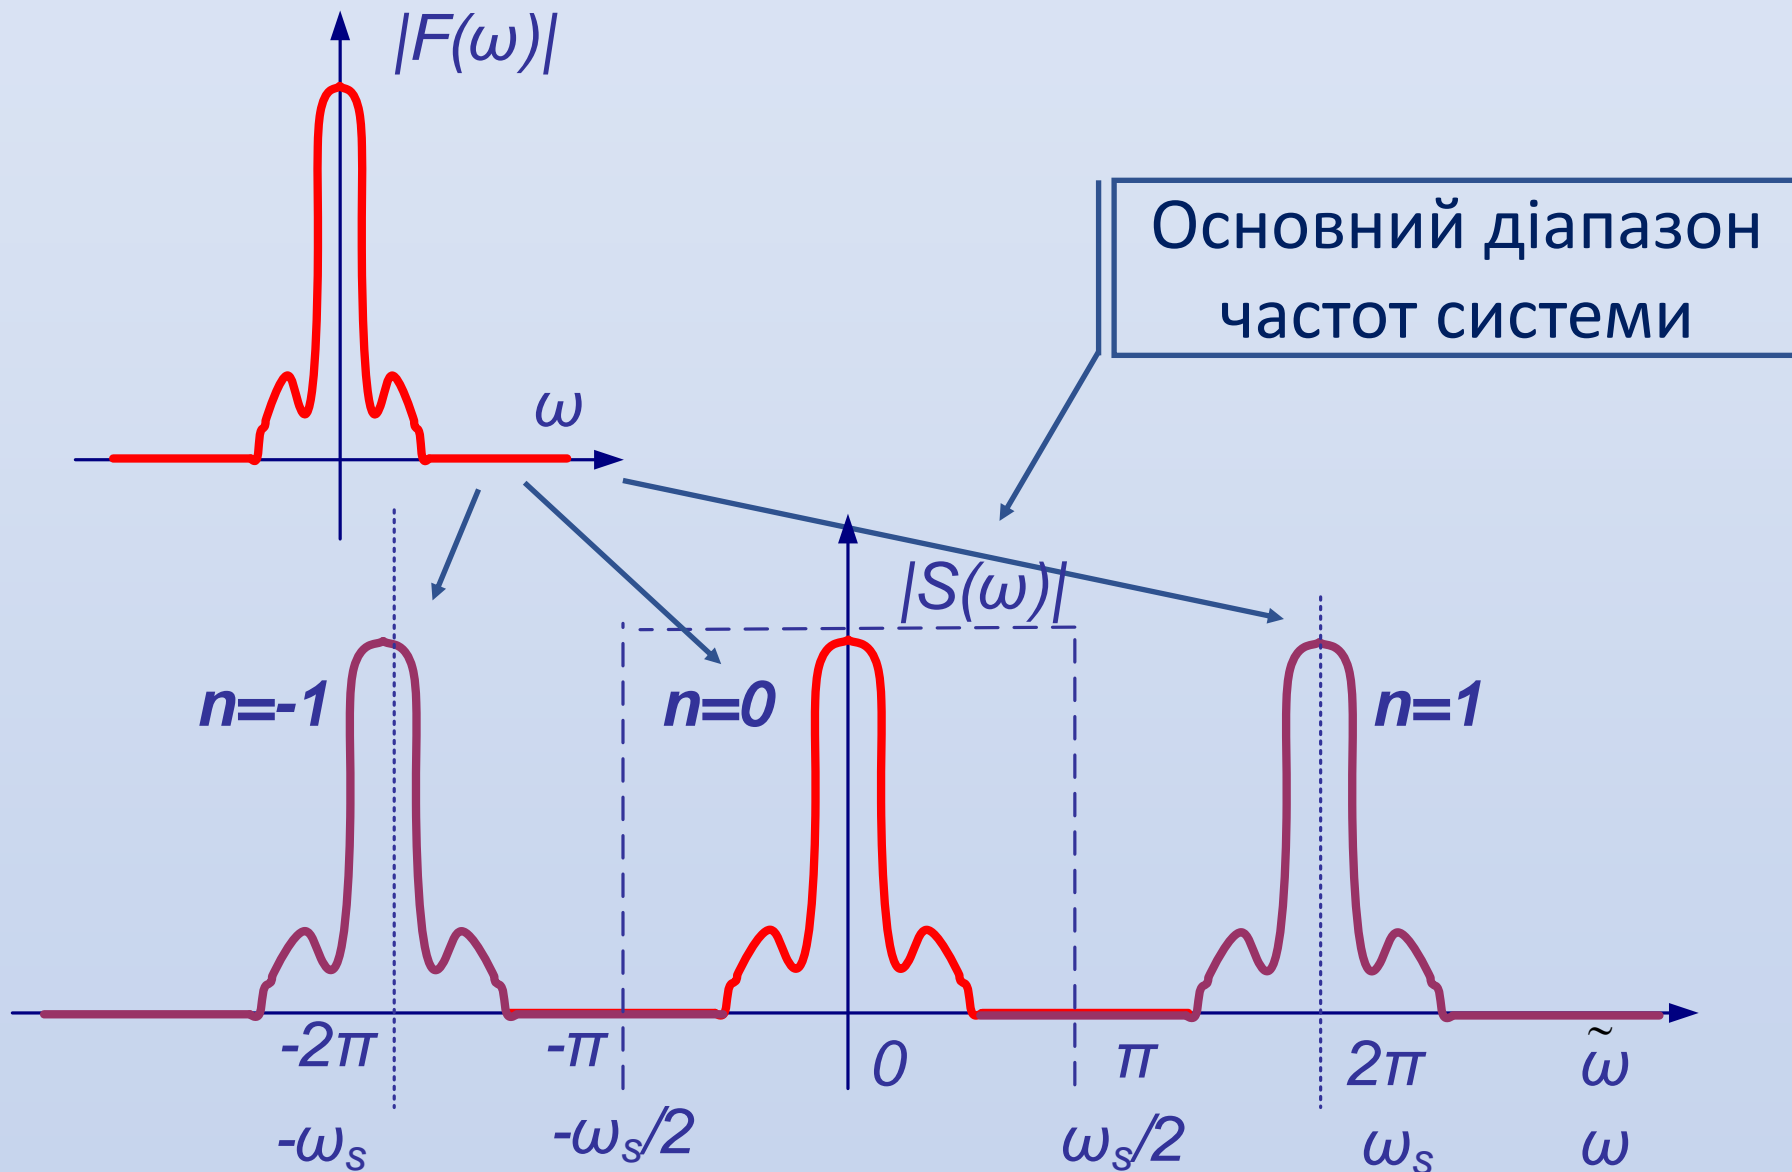 |F(ω)|
Основний діапазон
частот системи
ω
|S(ω)|
n=-1
n=0
n=1
-2π
-π
0
π
2π
ω̃
-ωₛ
-ωₛ/2
ωₛ/2
ωₛ
ω